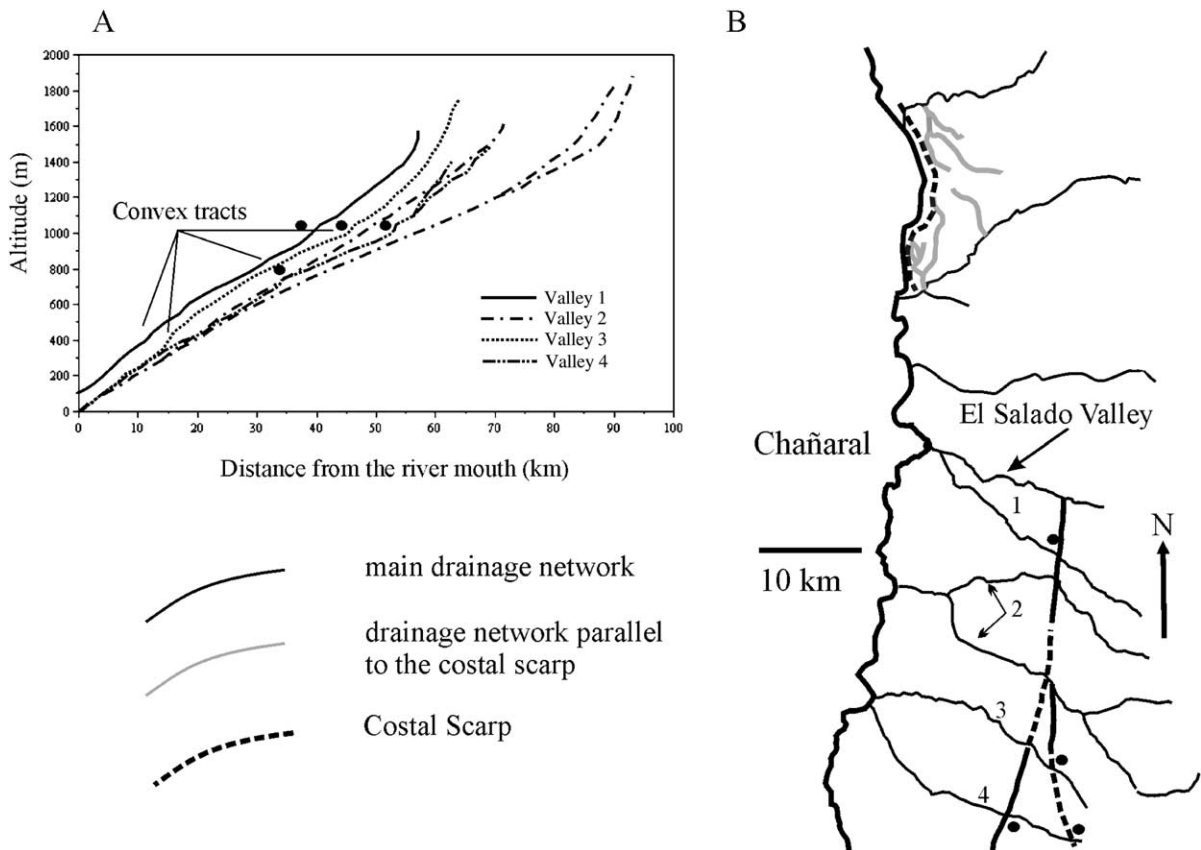 A
2000
1800
1600
1400
1200
1000
800
600
400
200
0
Altitude (m)
Convex tracts
Valley 1
Valley 2
Valley 3
Valley 4
0 10 20 30 40 50 60 70 80 90 100
Distance from the river mouth (km)
main drainage network
drainage network parallel
to the costal scarp
Costal Scarp
B
El Salado Valley
Chañaral
1
N
10 km
2
3
4